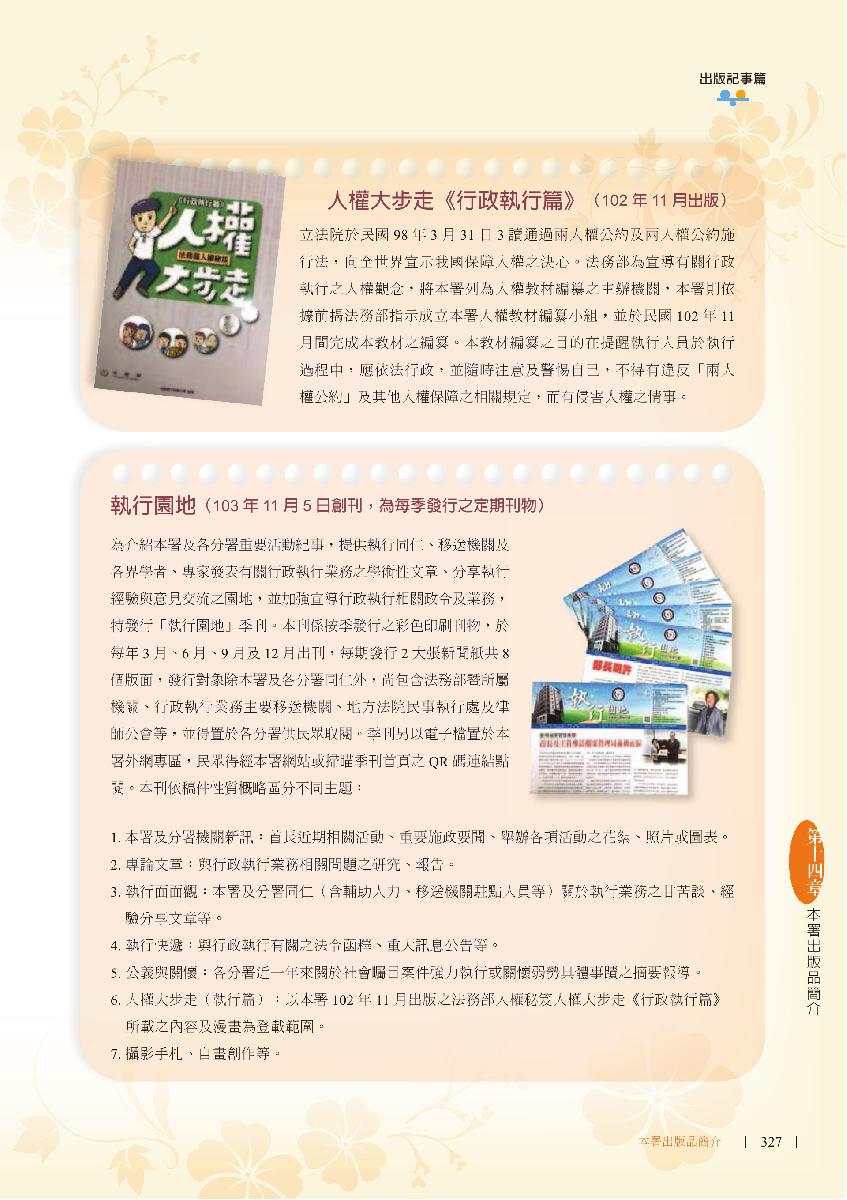 出版記事篇
《行政執行篇》
人權
法務部人權秘笈
大步走
人權大步走《行政執行篇》（102 年 11 月出版）
立法院於民國 98 年 3 月 31 日 3 讀通過兩人權公約及兩人權公約施
行法，向全世界宣示我國保障人權之決心。法務部為宣導有關行政
執行之人權觀念，將本署列為人權教材編纂之主辦機關，本署則依
據前揭法務部指示成立本署人權教材編纂小組，並於民國 102 年 11
月間完成本教材之編纂。本教材編纂之目的在提醒執行人員於執行
過程中，應依法行政，並隨時注意及警惕自己，不得有違反「兩人
權公約」及其他人權保障之相關規定，而有侵害人權之情事。
執行園地（103 年 11 月 5 日創刊，為每季發行之定期刊物）
為介紹本署及各分署重要活動紀事，提供執行同仁、移送機關及
各界學者、專家發表有關行政執行業務之學術性文章、分享執行
經驗與意見交流之園地，並加強宣導行政執行相關政令及業務，
特發行「執行園地」季刊。本刊係按季發行之彩色印刷刊物，於
每年 3 月、6 月、9 月及 12 月出刊，每期發行 2 大張新聞紙共 8
個版面，發行對象除本署及各分署同仁外，尚包含法務部暨所屬
機關、行政執行業務主要移送機關、地方法院民事執行處及律
師公會等，並得置於各分署供民眾取閱。季刊另以電子檔置於本
署外網專區，民眾得經本署網站或掃瞄季刊首頁之 QR 碼連結點
閱。本刊依稿件性質概略區分不同主題：
執行園地
部長期許
執行園地
1. 本署及分署機關新訊：首長近期相關活動、重要施政要聞、舉辦各項活動之花絮、照片或圖表。
2. 專論文章：與行政執行業務相關問題之研究、報告。
3. 執行面面觀：本署及分署同仁（含輔助人力、移送機關駐點人員等）關於執行業務之甘苦談、經
驗分享文章等。
4. 執行快遞：與行政執行有關之法令函釋、重大訊息公告等。
5. 公義與關懷：各分署近一年來關於社會矚目案件強力執行或關懷弱勢具體事蹟之摘要報導。
6. 人權大步走（執行篇）：以本署 102 年 11 月出版之法務部人權秘笈人權大步走《行政執行篇》
所載之內容及漫畫為登載範圍。
7. 攝影手札、自畫創作等。
第十四章
本署出版品簡介
本署出版品簡介 | 327 |